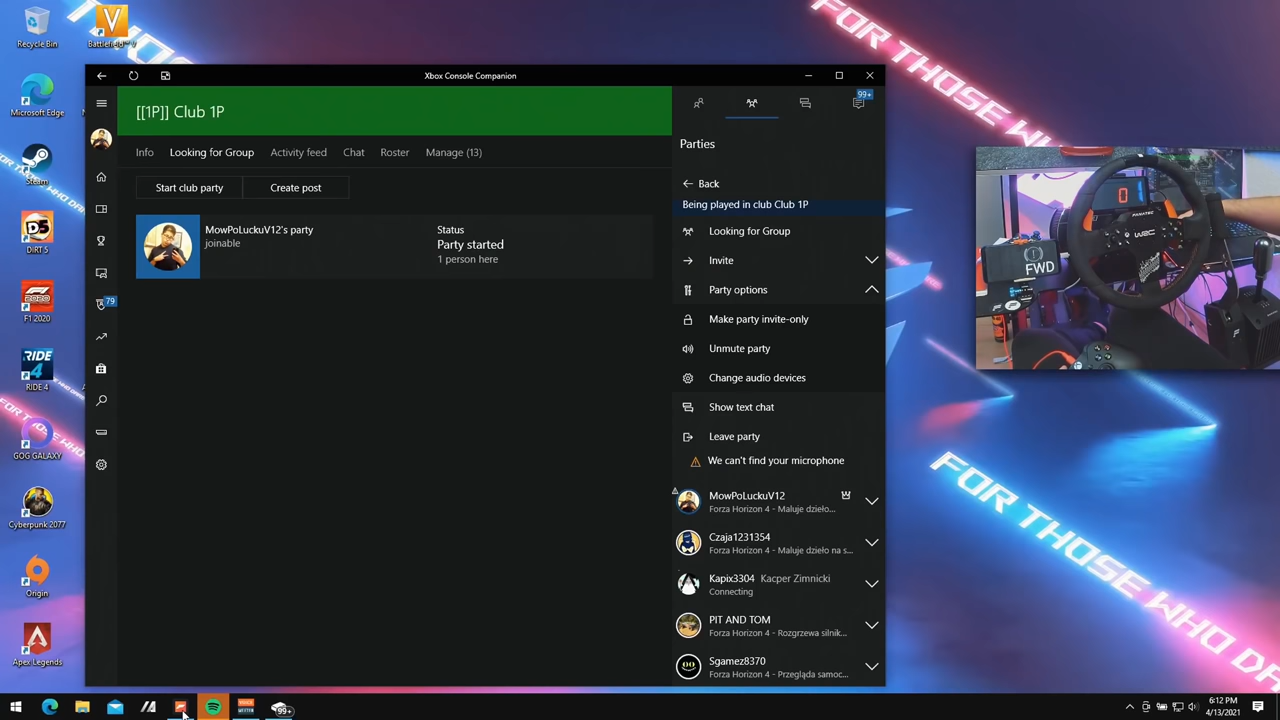 Recycle Bin
Battlefield™ V
Microsoft Edge
Steam
DiRT 5
F1 2020
RIDE 4
GOG GALAXY
Cyberpunk 2077
Origin
Apex Legends
Xbox Console Companion
[[1P]] Club 1P
Info
Looking for Group
Activity feed
Chat
Roster
Manage (13)
Start club party
Create post
MowPoLuckuV12's party
joinable
Status
Party started
1 person here
79
99+
Parties
Back
Being played in club Club 1P
Looking for Group
Invite
Party options
Make party invite-only
Unmute party
Change audio devices
Show text chat
Leave party
We can't find your microphone
MowPoLuckuV12
Forza Horizon 4 - Maluje dzieło...
Czaja1231354
Forza Horizon 4 - Maluje dzieło na s...
Kapix3304 Kacper Zimnicki
Connecting
PIT AND TOM
Forza Horizon 4 - Rozgrzewa silnik...
Sgamez8370
Forza Horizon 4 - Przegląda samoc...
FOR THOSE W
FOR THOSE WHO DA
0
FANATEC
WRC
FWD
99+
6:12 PM
4/13/2021